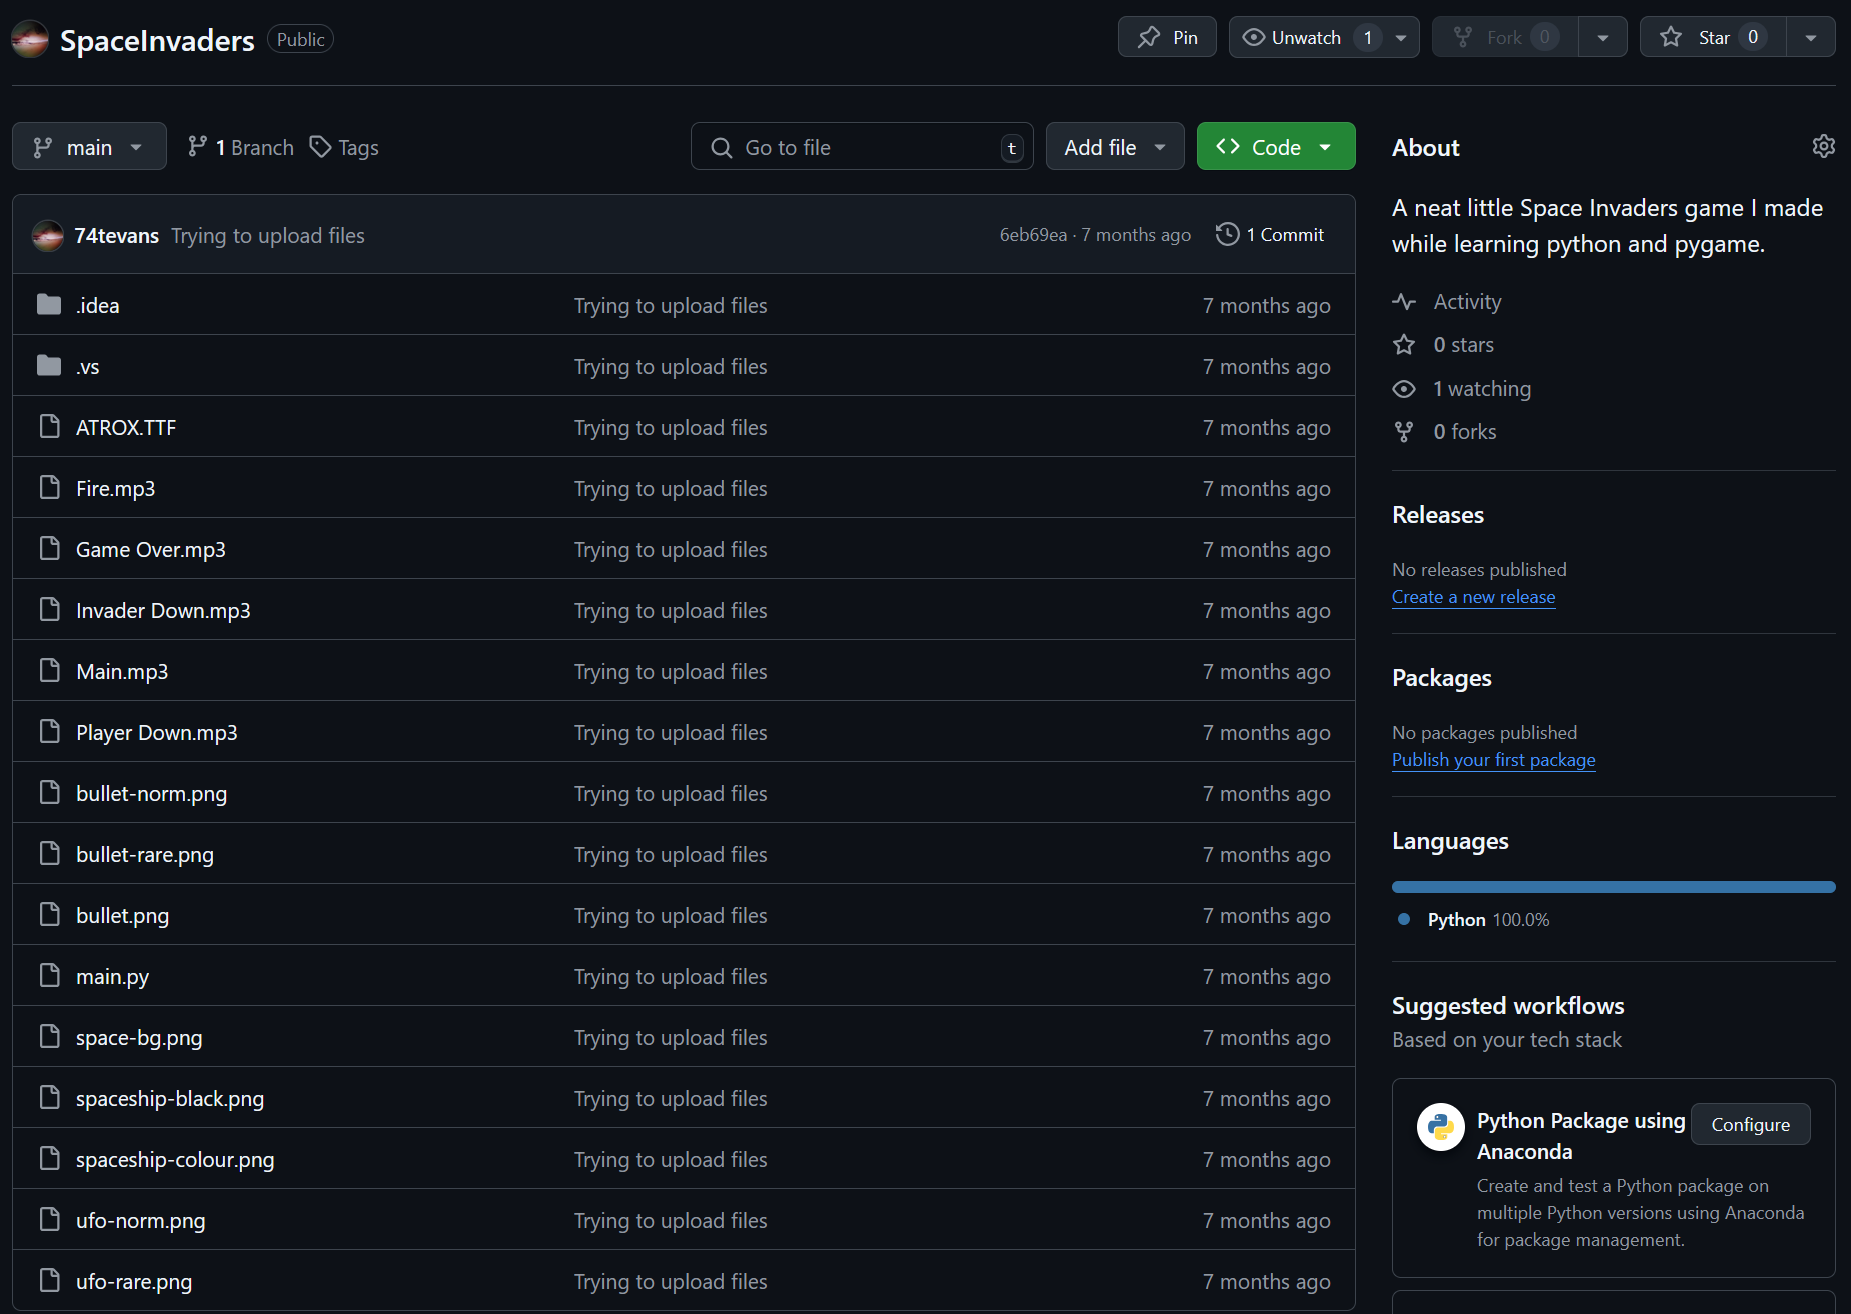 SpaceInvaders Public Pin Unwatch 1 Fork 0 Star 0
main 1 Branch Tags Go to file t Add file Code
74tevans Trying to upload files 6eb69ea · 7 months ago 1 Commit
.idea Trying to upload files 7 months ago
.vs Trying to upload files 7 months ago
ATROX.TTF Trying to upload files 7 months ago
Fire.mp3 Trying to upload files 7 months ago
Game Over.mp3 Trying to upload files 7 months ago
Invader Down.mp3 Trying to upload files 7 months ago
Main.mp3 Trying to upload files 7 months ago
Player Down.mp3 Trying to upload files 7 months ago
bullet-norm.png Trying to upload files 7 months ago
bullet-rare.png Trying to upload files 7 months ago
bullet.png Trying to upload files 7 months ago
main.py Trying to upload files 7 months ago
space-bg.png Trying to upload files 7 months ago
spaceship-black.png Trying to upload files 7 months ago
spaceship-colour.png Trying to upload files 7 months ago
ufo-norm.png Trying to upload files 7 months ago
ufo-rare.png Trying to upload files 7 months ago
About
A neat little Space Invaders game I made
while learning python and pygame.
Activity
0 stars
1 watching
0 forks
Releases
No releases published
Create a new release
Packages
No packages published
Publish your first package
Languages
Python 100.0%
Suggested workflows
Based on your tech stack
Python Package using
Anaconda
Configure
Create and test a Python package on
multiple Python versions using Anaconda
for package management.